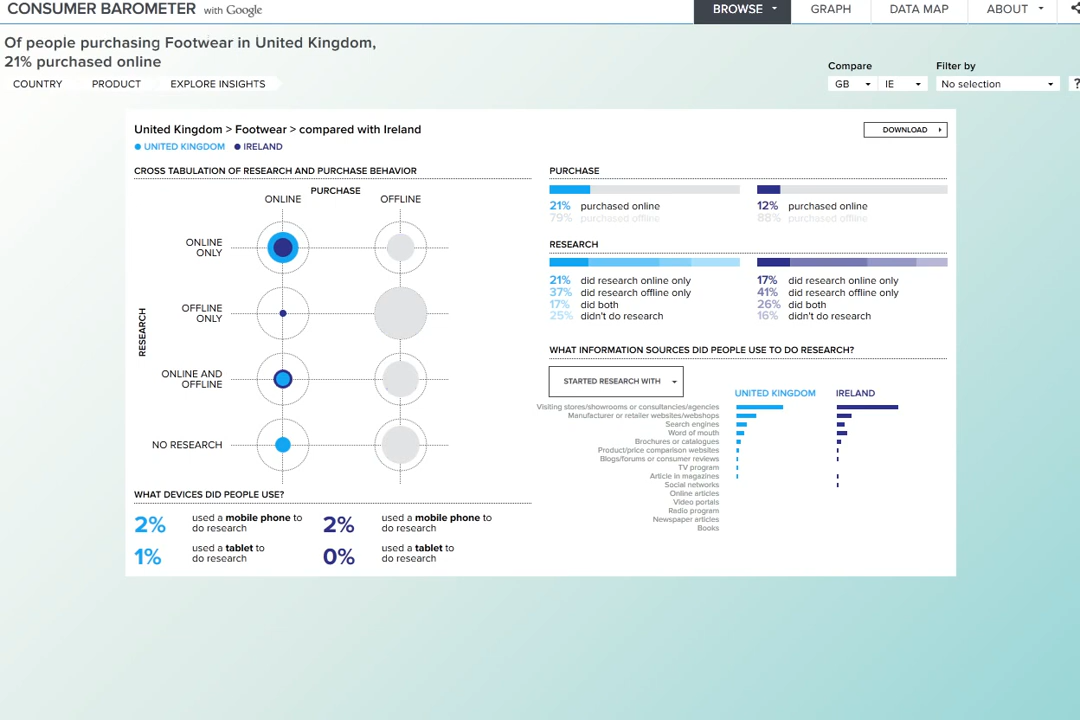 CONSUMER BAROMETER with Google
BROWSE
GRAPH
DATA MAP
ABOUT
Of people purchasing Footwear in United Kingdom,
21% purchased online
COUNTRY
PRODUCT
EXPLORE INSIGHTS
Compare
GB
IE
Filter by
No selection
?
United Kingdom > Footwear > compared with Ireland
DOWNLOAD
UNITED KINGDOM
IRELAND
CROSS TABULATION OF RESEARCH AND PURCHASE BEHAVIOR
PURCHASE
ONLINE
OFFLINE
RESEARCH
ONLINE
ONLY
OFFLINE
ONLY
ONLINE AND
OFFLINE
NO RESEARCH
WHAT DEVICES DID PEOPLE USE?
2% used a mobile phone to
do research
2% used a mobile phone to
do research
1% used a tablet to
do research
0% used a tablet to
do research
PURCHASE
21% purchased online
79% purchased offline
12% purchased online
88% purchased offline
RESEARCH
21% did research online only
37% did research offline only
17% did both
25% didn't do research
17% did research online only
41% did research offline only
26% did both
16% didn't do research
WHAT INFORMATION SOURCES DID PEOPLE USE TO DO RESEARCH?
STARTED RESEARCH WITH
UNITED KINGDOM
IRELAND
Visiting stores/showrooms or consultancies/agencies
Manufacturer or retailer websites/webshops
Search engines
Word of mouth
Brochures or catalogues
Product/price comparison websites
Blogs/forums or consumer reviews
TV program
Article in magazines
Social networks
Online articles
Video portals
Radio program
Newspaper articles
Books